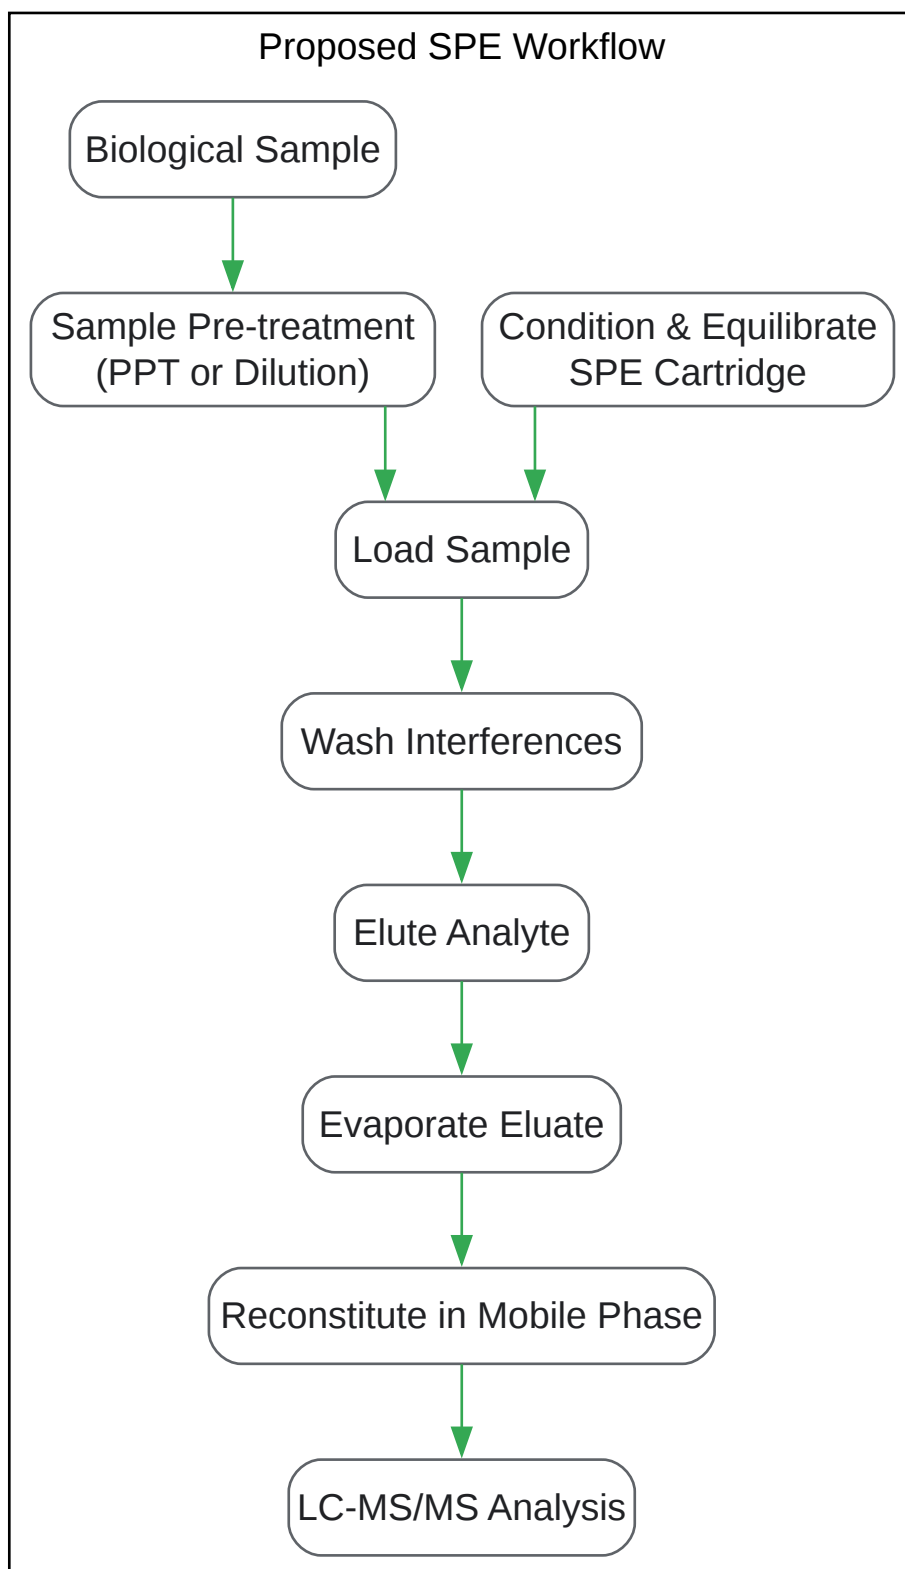 Proposed SPE Workflow
Biological Sample
Sample Pre-treatment
(PPT or Dilution)
Condition & Equilibrate
SPE Cartridge
Load Sample
Wash Interferences
Elute Analyte
Evaporate Eluate
Reconstitute in Mobile Phase
LC-MS/MS Analysis